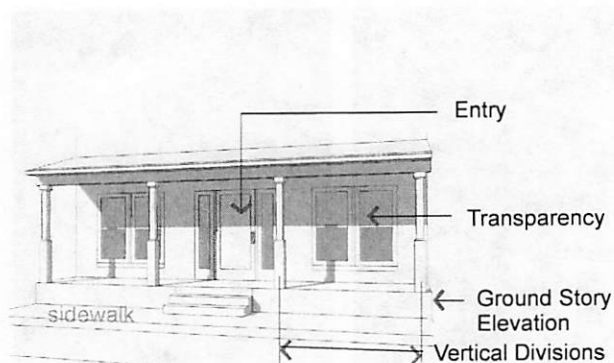 Entry
Transparency
Ground Story
Elevation
sidewalk
Vertical Divisions